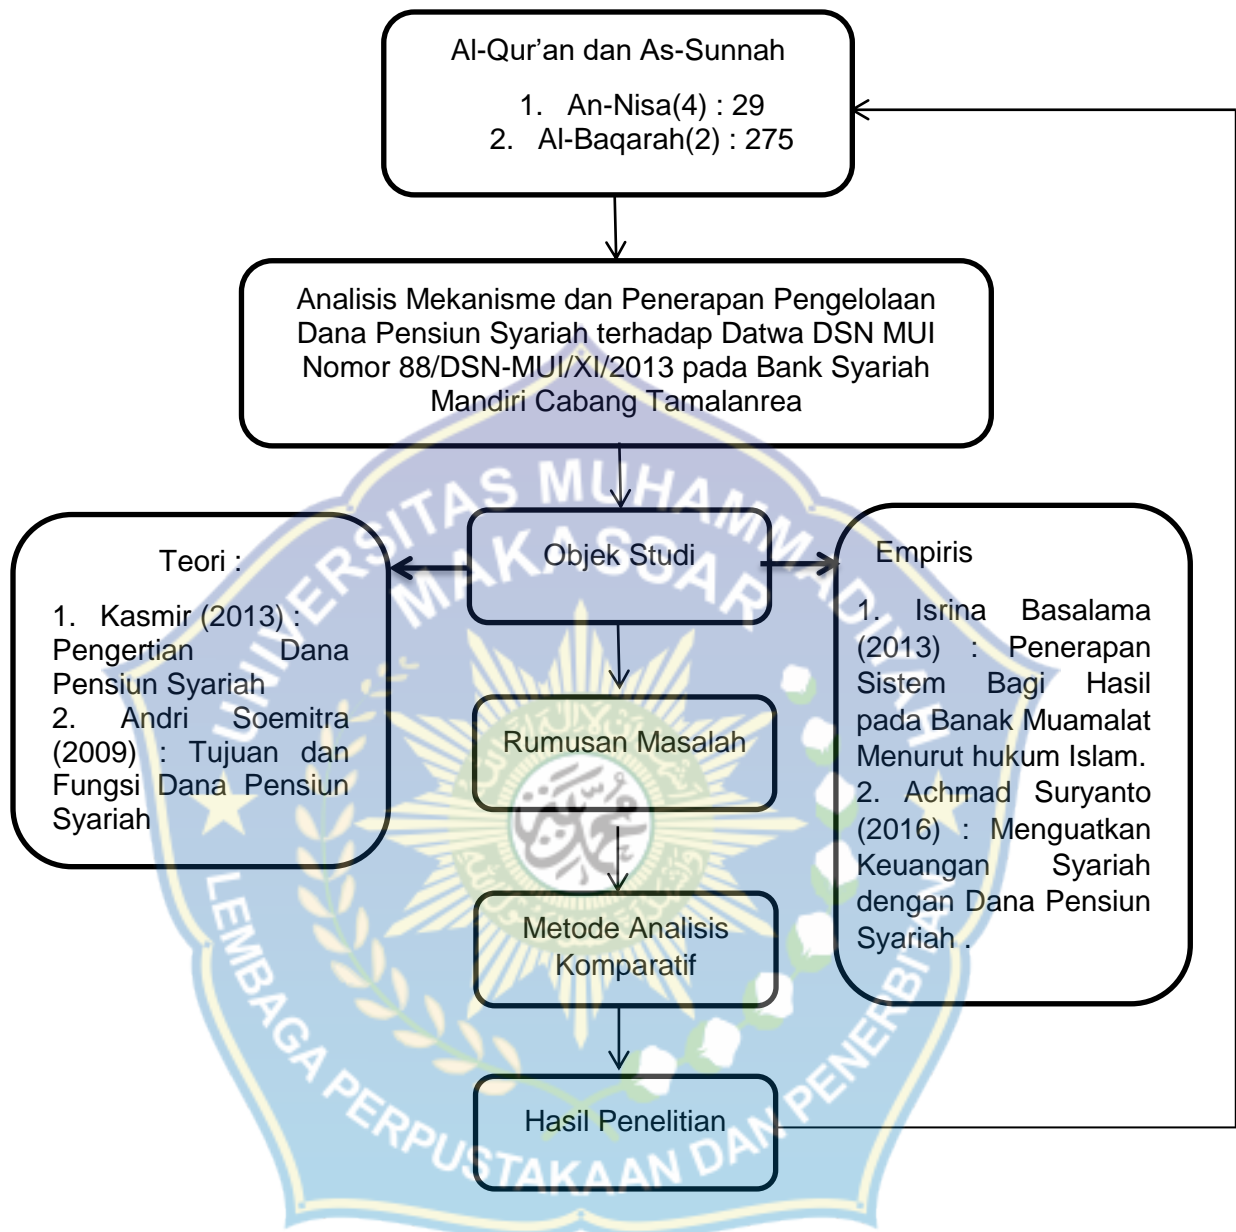 Al-Qur’an dan As-Sunnah
1. An-Nisa(4) : 29
2. Al-Baqarah(2) : 275
Analisis Mekanisme dan Penerapan Pengelolaan
Dana Pensiun Syariah terhadap Datwa DSN MUI
Nomor 88/DSN-MUI/XI/2013 pada Bank Syariah
Mandiri Cabang Tamalanrea
Objek Studi
Teori :
1. Kasmir (2013) :
Pengertian Dana
Pensiun Syariah
2. Andri Soemitra
(2009) : Tujuan dan
Fungsi Dana Pensiun
Syariah
Empiris
1. Isrina Basalama
(2013) : Penerapan
Sistem Bagi Hasil
pada Banak Muamalat
Menurut hukum Islam.
2. Achmad Suryanto
(2016) : Menguatkan
Keuangan Syariah
dengan Dana Pensiun
Syariah .
Rumusan Masalah
Metode Analisis
Komparatif
Hasil Penelitian
UNIVERSITAS MUHAMMADIYAH
MAKASSAR
LEMBAGA PERPUSTAKAAN DAN PENERBITAN